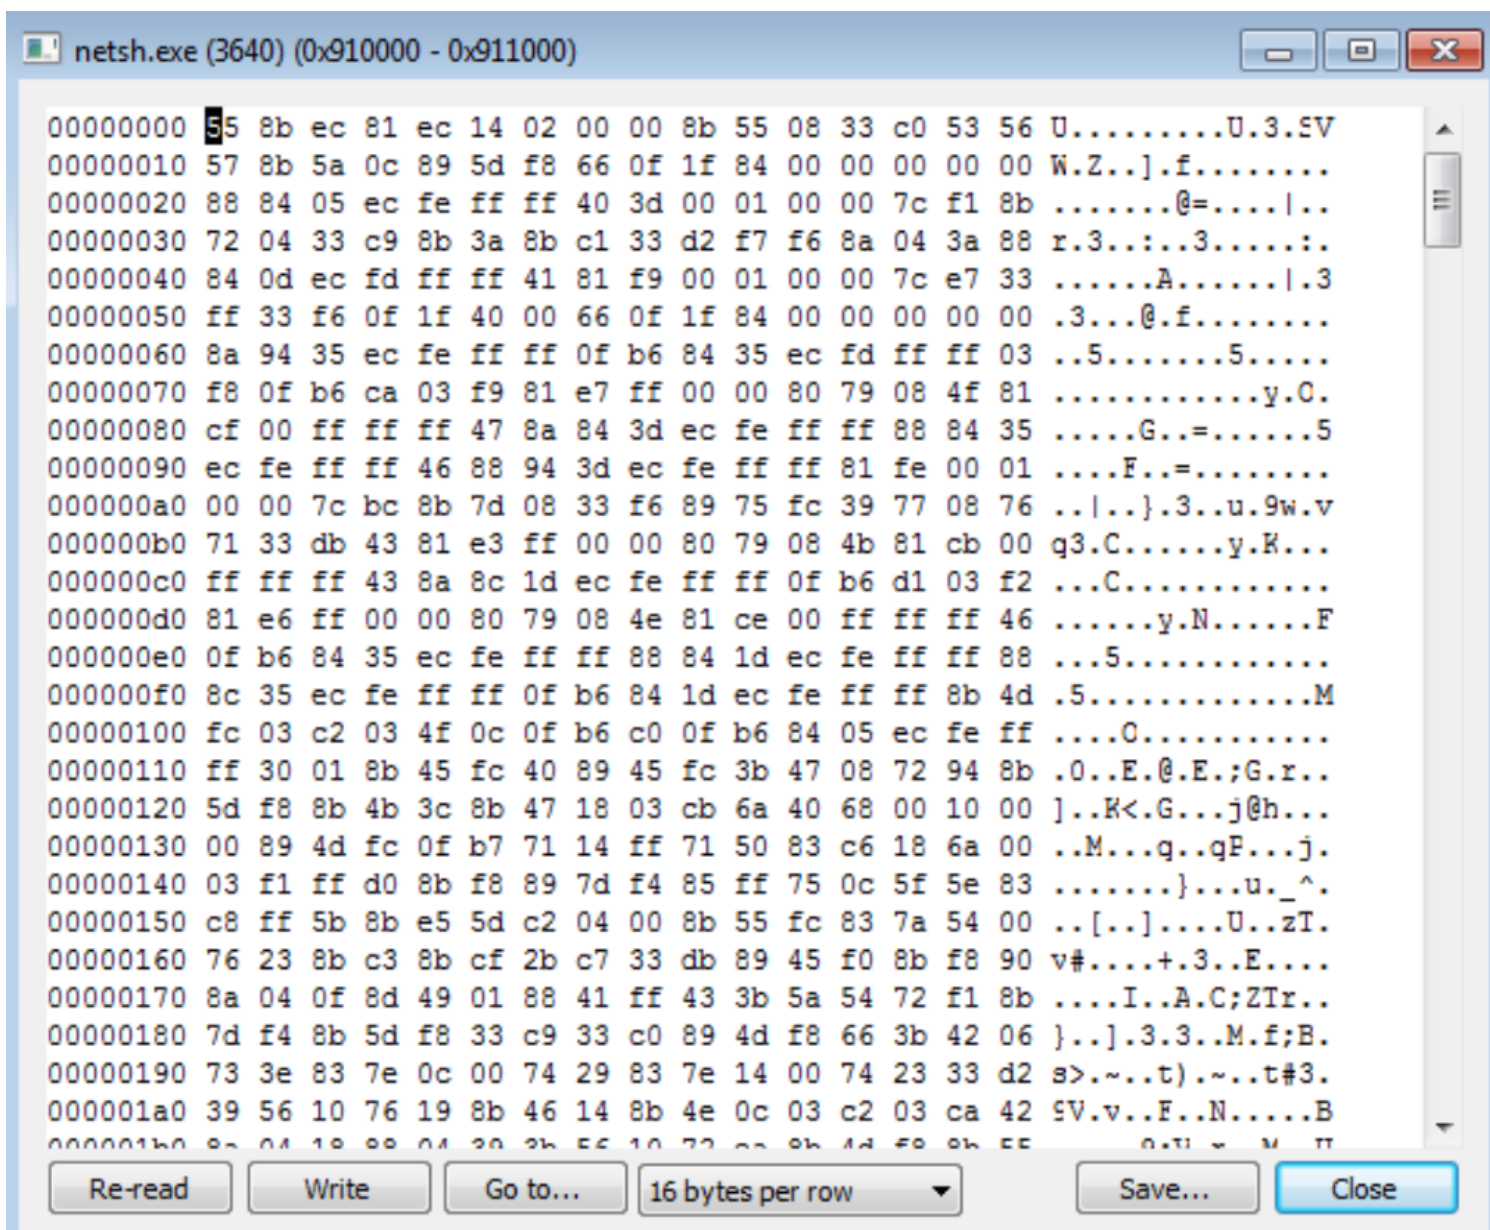 netsh.exe (3640) (0x910000 - 0x911000)
00000000 55 8b ec 81 ec 14 02 00 00 8b 55 08 33 c0 53 56 U.........U.3.SV
00000010 57 8b 5a 0c 89 5d f8 66 0f 1f 84 00 00 00 00 00 W.Z..].f........
00000020 88 84 05 ec fe ff ff 40 3d 00 01 00 00 7c f1 8b .......@=....|..
00000030 72 04 33 c9 8b 3a 8b c1 33 d2 f7 f6 8a 04 3a 88 r.3..:..3.....:.
00000040 84 0d ec fd ff ff 41 81 f9 00 01 00 00 7c e7 33 ......A......|.3
00000050 ff 33 f6 0f 1f 40 00 66 0f 1f 84 00 00 00 00 00 .3...@.f........
00000060 8a 94 35 ec fe ff ff 0f b6 84 35 ec fd ff ff 03 ..5.......5.....
00000070 f8 0f b6 ca 03 f9 81 e7 ff 00 00 80 79 08 4f 81 ............y.O.
00000080 cf 00 ff ff ff 47 8a 84 3d ec fe ff ff 88 84 35 .....G..=......5
00000090 ec fe ff ff 46 88 94 3d ec fe ff ff 81 fe 00 01 ....F..=........
000000a0 00 00 7c bc 8b 7d 08 33 f6 89 75 fc 39 77 08 76 ..|..}.3..u.9w.v
000000b0 71 33 db 43 81 e3 ff 00 00 80 79 08 4b 81 cb 00 q3.C......y.K...
000000c0 ff ff ff 43 8a 8c 1d ec fe ff ff 0f b6 d1 03 f2 ...C............
000000d0 81 e6 ff 00 00 80 79 08 4e 81 ce 00 ff ff ff 46 ......y.N......F
000000e0 0f b6 84 35 ec fe ff ff 88 84 1d ec fe ff ff 88 ...5............
000000f0 8c 35 ec fe ff ff 0f b6 84 1d ec fe ff ff 8b 4d .5.............M
00000100 fc 03 c2 03 4f 0c 0f b6 c0 0f b6 84 05 ec fe ff ....O...........
00000110 ff 30 01 8b 45 fc 40 89 45 fc 3b 47 08 72 94 8b .0..E.@.E.;G.r..
00000120 5d f8 8b 4b 3c 8b 47 18 03 cb 6a 40 68 00 10 00 ]..K<.G...j@h...
00000130 00 89 4d fc 0f b7 71 14 ff 71 50 83 c6 18 6a 00 ..M...q..qP...j.
00000140 03 f1 ff d0 8b f8 89 7d f4 85 ff 75 0c 5f 5e 83 .......}...u._^.
00000150 c8 ff 5b 8b e5 5d c2 04 00 8b 55 fc 83 7a 54 00 ..[..]....U..zT.
00000160 76 23 8b c3 8b cf 2b c7 33 db 89 45 f0 8b f8 90 v#....+.3..E....
00000170 8a 04 0f 8d 49 01 88 41 ff 43 3b 5a 54 72 f1 8b ....I..A.C;ZTr..
00000180 7d f4 8b 5d f8 33 c9 33 c0 89 4d f8 66 3b 42 06 }..].3.3..M.f;B.
00000190 73 3e 83 7e 0c 00 74 29 83 7e 14 00 74 23 33 d2 s>.~..t).~..t#3.
000001a0 39 56 10 76 19 8b 46 14 8b 4e 0c 03 c2 03 ca 42 9V.v..F..N.....B
Re-read Write Go to... 16 bytes per row Save... Close